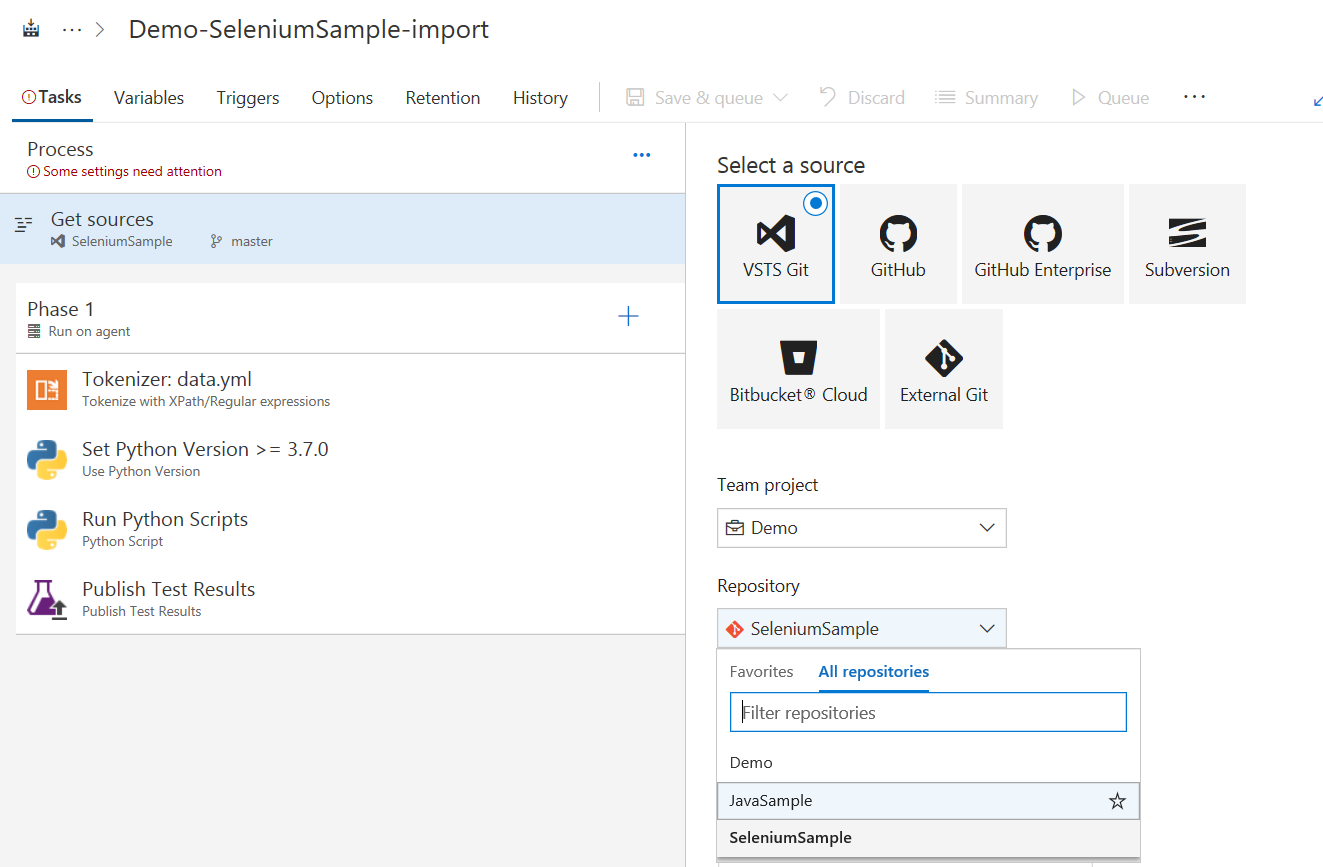 Demo-SeleniumSample-import
Tasks Variables Triggers Options Retention History Save & queue Discard Summary Queue
Process
Some settings need attention
Get sources
SeleniumSample master
Phase 1
Run on agent
Tokenizer: data.yml
Tokenize with XPath/Regular expressions
Set Python Version >= 3.7.0
Use Python Version
Run Python Scripts
Python Script
Publish Test Results
Publish Test Results
Select a source
VSTS Git GitHub GitHub Enterprise Subversion
Bitbucket® Cloud External Git
Team project
Demo
Repository
SeleniumSample
Favorites All repositories
Filter repositories
Demo
JavaSample
SeleniumSample